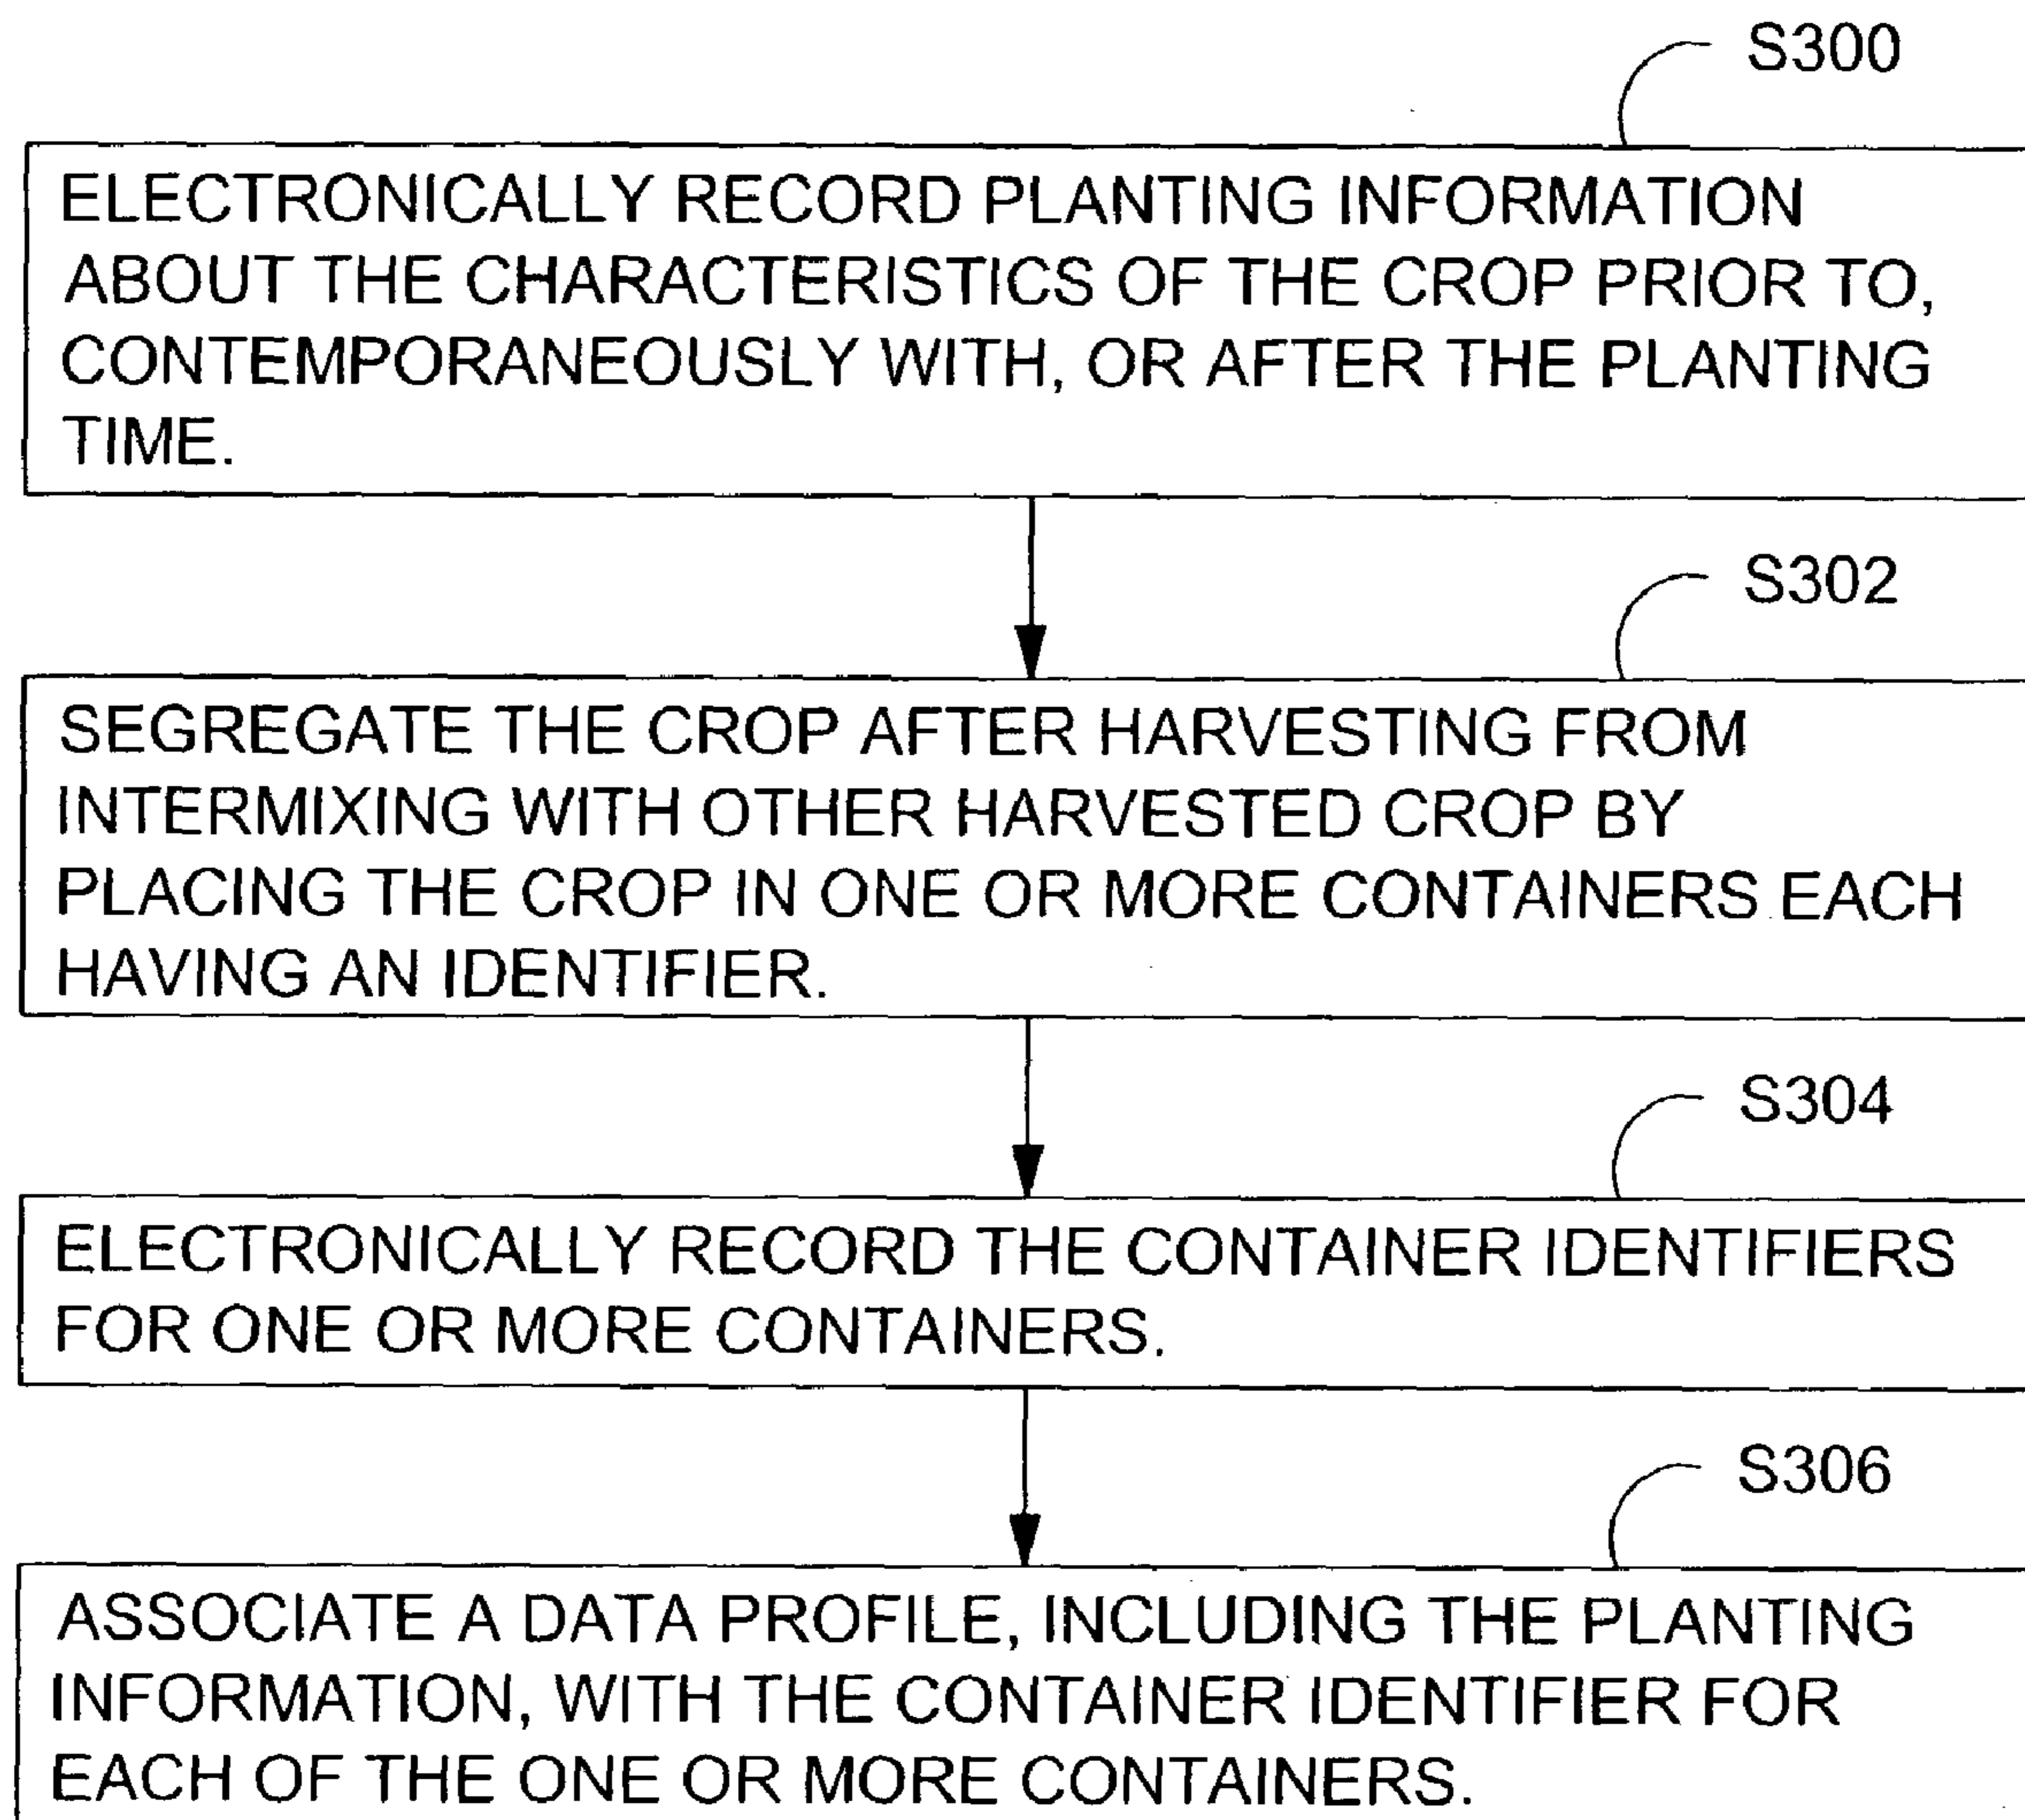 S300
ELECTRONICALLY RECORD PLANTING INFORMATION
ABOUT THE CHARACTERISTICS OF THE CROP PRIOR TO,
CONTEMPORANEOUSLY WITH, OR AFTER THE PLANTING
TIME.
S302
SEGREGATE THE CROP AFTER HARVESTING FROM
INTERMIXING WITH OTHER HARVESTED CROP BY
PLACING THE CROP IN ONE OR MORE CONTAINERS EACH
HAVING AN IDENTIFIER.
S304
ELECTRONICALLY RECORD THE CONTAINER IDENTIFIERS
FOR ONE OR MORE CONTAINERS.
S306
ASSOCIATE A DATA PROFILE, INCLUDING THE PLANTING
INFORMATION, WITH THE CONTAINER IDENTIFIER FOR
EACH OF THE ONE OR MORE CONTAINERS.